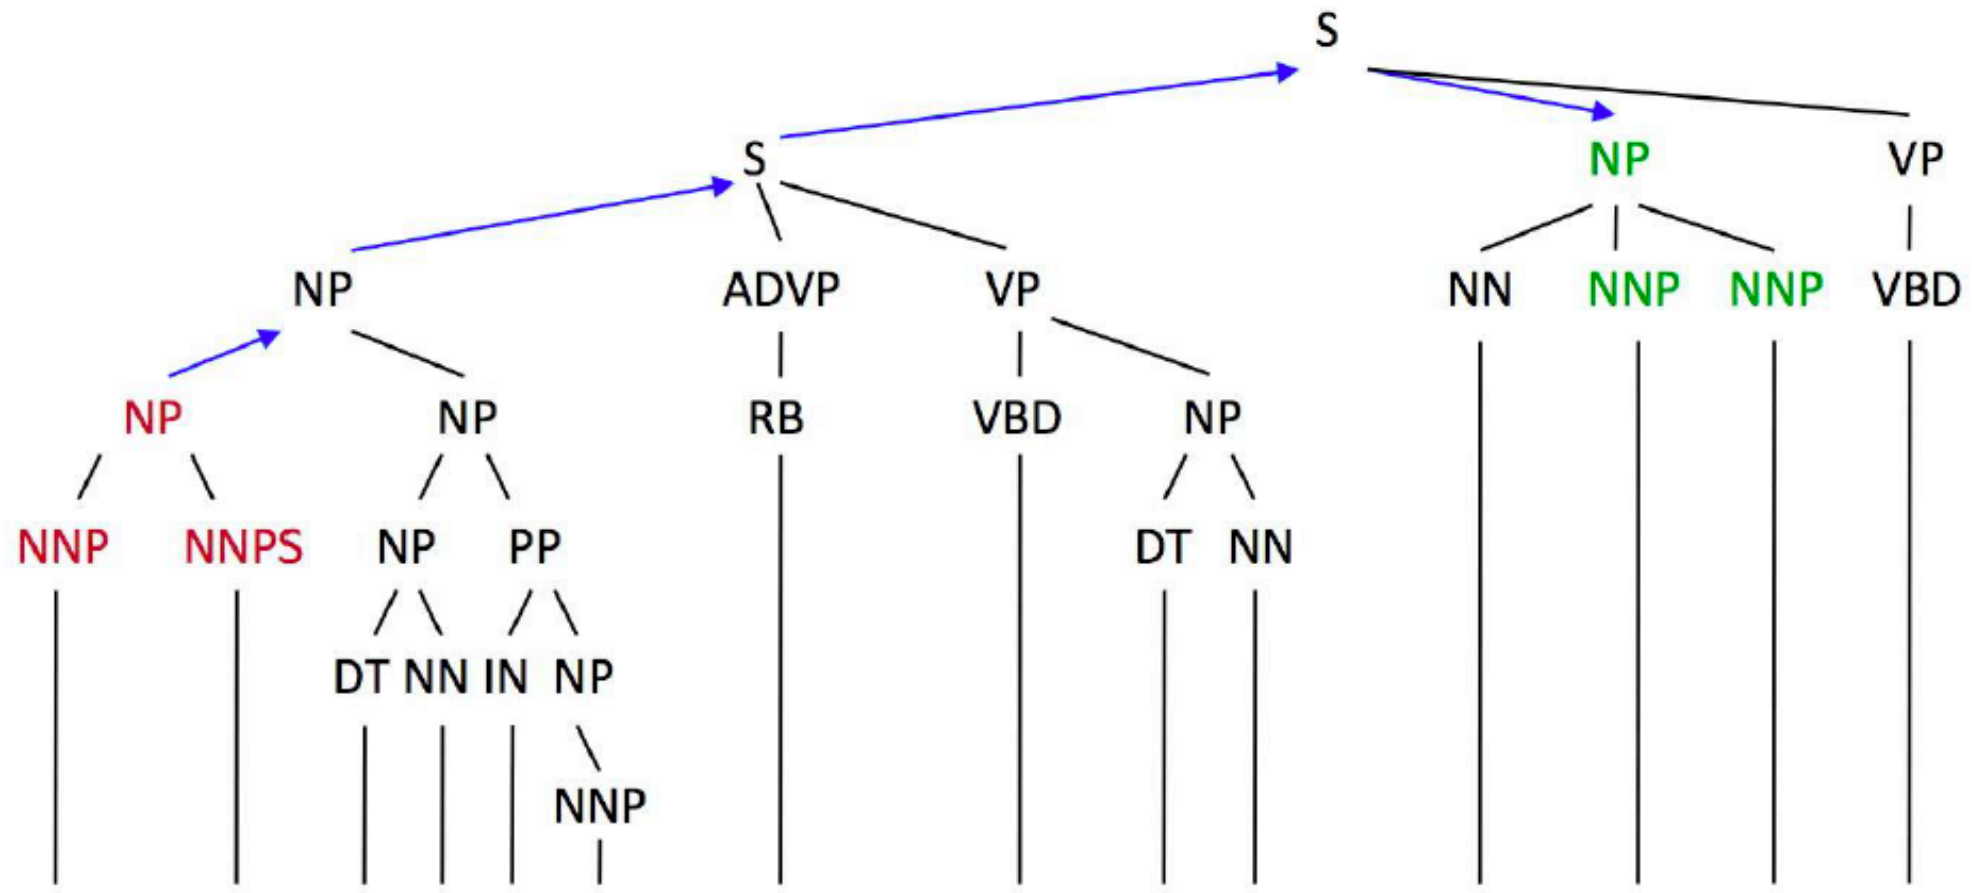 S
S NP VP
NP ADVP VP NN NNP NNP VBD
NP NP RB VBD NP
NNP NNPS NP PP DT NN
DT NN IN NP
NNP